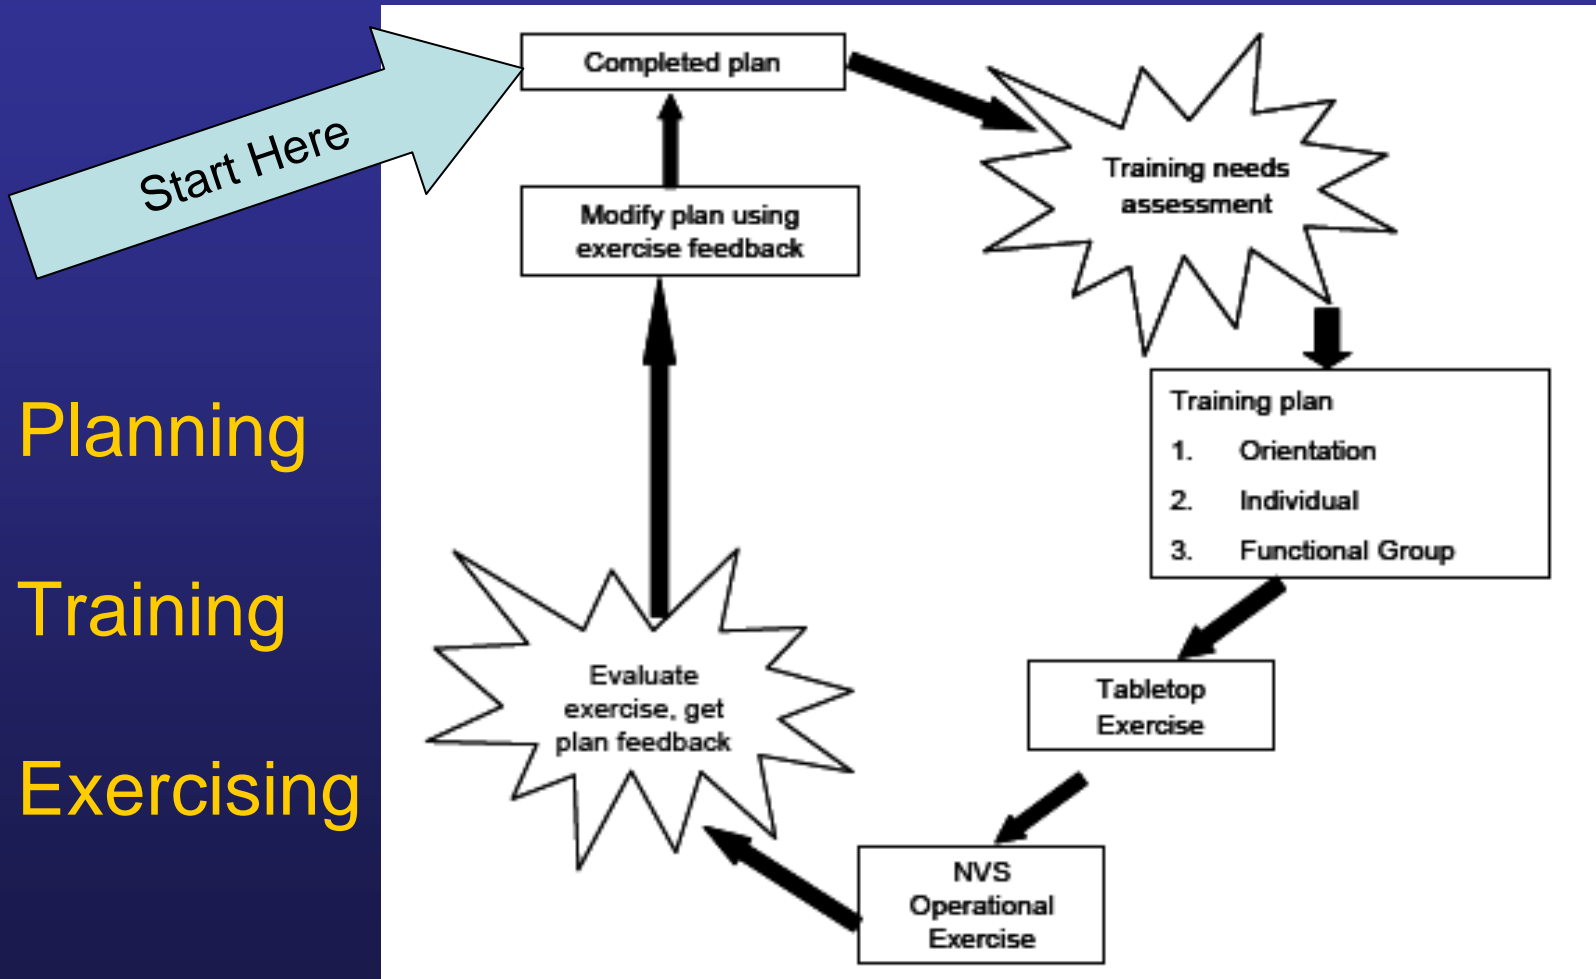 Start Here
Planning
Training
Exercising
Completed plan
Training needs
assessment
Training plan
1. Orientation
2. Individual
3. Functional Group
Tabletop
Exercise
NVS
Operational
Exercise
Evaluate
exercise, get
plan feedback
Modify plan using
exercise feedback